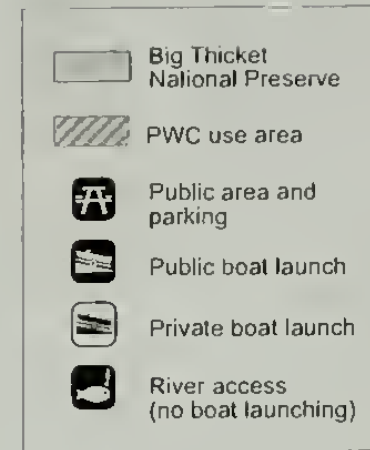 Big Thicket
National Preserve
PWC use area
Public area and
parking
Public boat launch
Private boat launch
River access
(no boat launching)